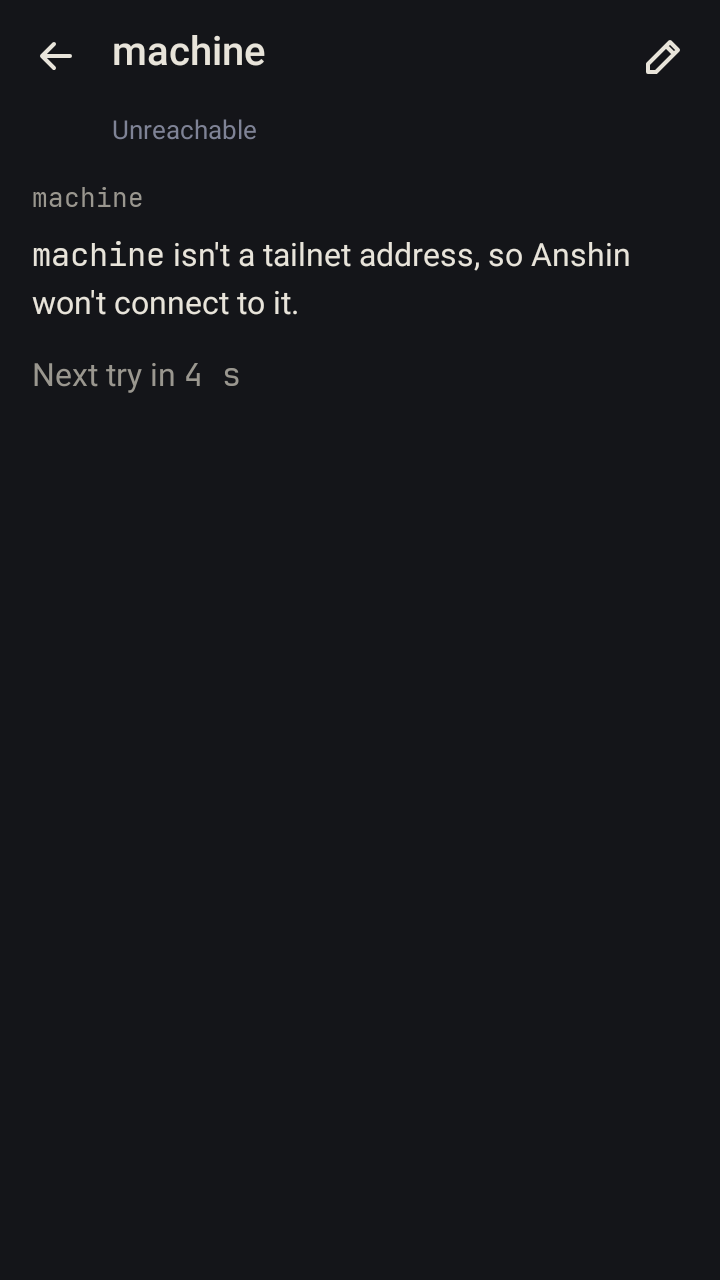 machine
Unreachable
machine
machine isn't a tailnet address, so Anshin
won't connect to it.
Next try in 4 s